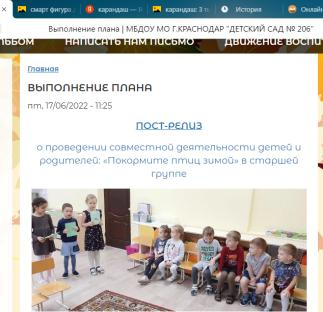 смарт фигура
карандаш —
карандаш: 3 т
История
Онлайн
Выполнение плана | МБДОУ МО Г.КРАСНОДАР "ДЕТСКИЙ САД № 206"
ЛЬБОМ НАПИСАТЬ НАМ ПИСЬМО ДВИЖЕНИЕ ВОСПИ
Главная
ВЫПОЛНЕНИЕ ПЛАНА
пт, 17/06/2022 - 11:25
ПОСТ-РЕЛИЗ
о проведении совместной деятельности детей и
родителей: «Покормите птиц зимой» в старшей
группе